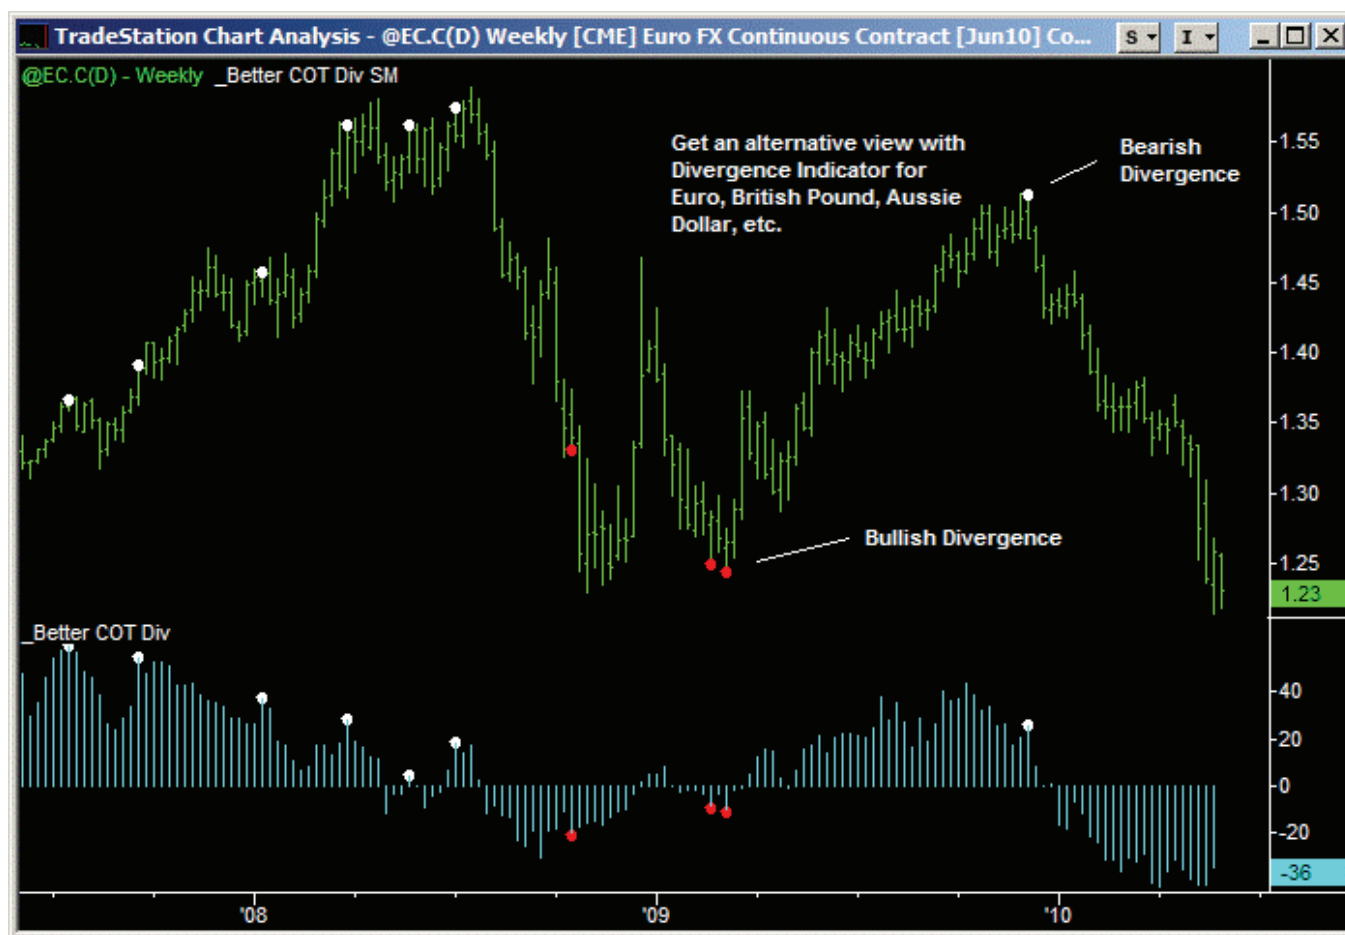 TradeStation Chart Analysis - @EC.C(D) Weekly [CME] Euro FX Continuous Contract [Jun10] Co...
S
I
@EC.C(D) - Weekly _Better COT Div SM
Get an alternative view with
Divergence Indicator for
Euro, British Pound, Aussie
Dollar, etc.
Bearish
Divergence
Bullish Divergence
1.55
1.50
1.45
1.40
1.35
1.30
1.25
1.23
_Better COT Div
40
20
0
-20
-36
'08
'09
'10